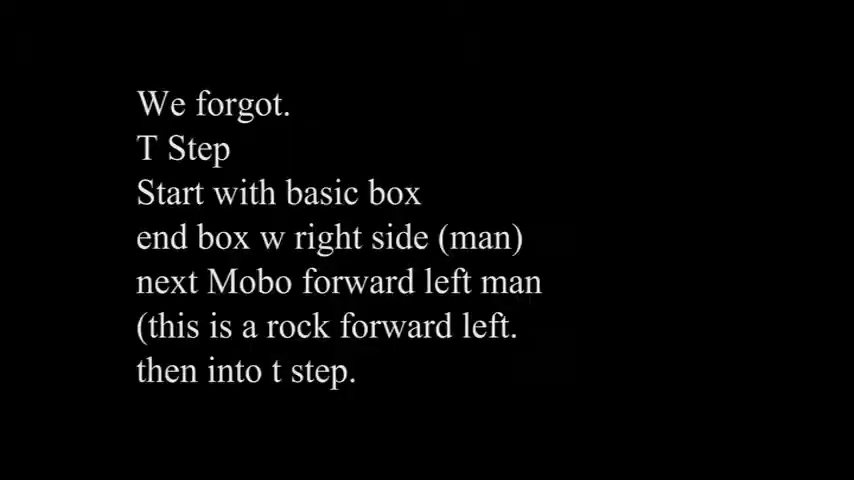 We forgot.
T Step
Start with basic box
end box w right side (man)
next Mobo forward left man
(this is a rock forward left.
then into t step.